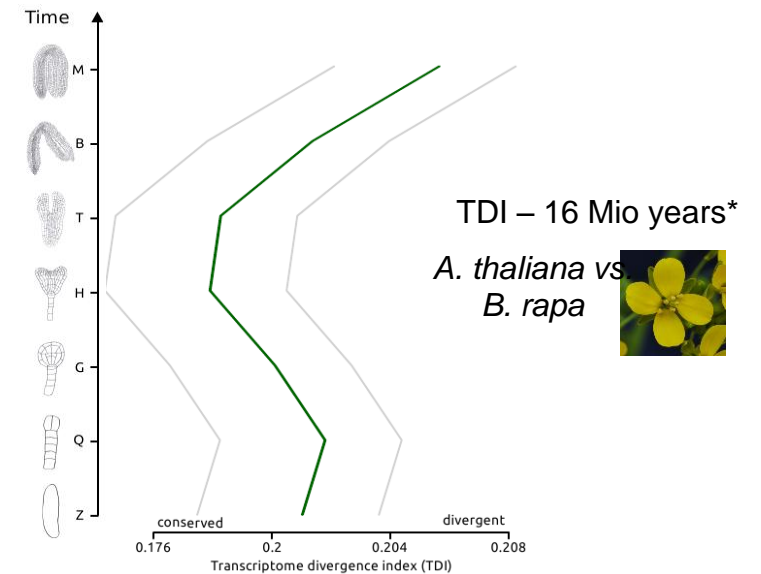 Time
M
B
T
H
G
Q
Z
TDI – 16 Mio years*
A. thaliana vs.
B. rapa
conserved
divergent
0.176
0.2
0.204
0.208
Transcriptome divergence index (TDI)